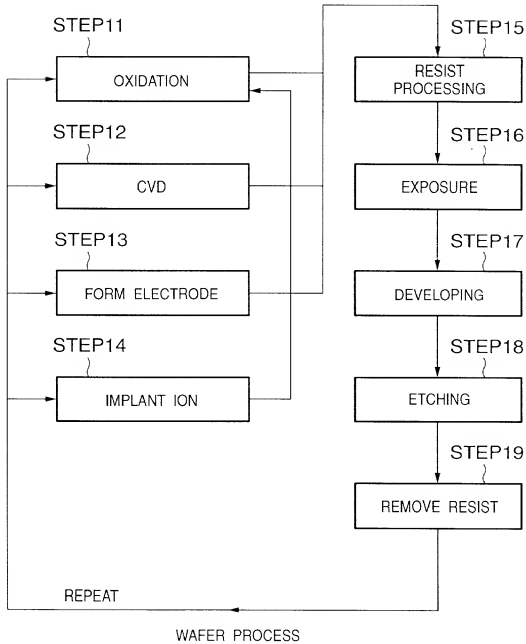 STEP11
OXIDATION
STEP12
CVD
STEP13
FORM ELECTRODE
STEP14
IMPLANT ION
STEP15
RESIST
PROCESSING
STEP16
EXPOSURE
STEP17
DEVELOPING
STEP18
ETCHING
STEP19
REMOVE RESIST
REPEAT
WAFER PROCESS